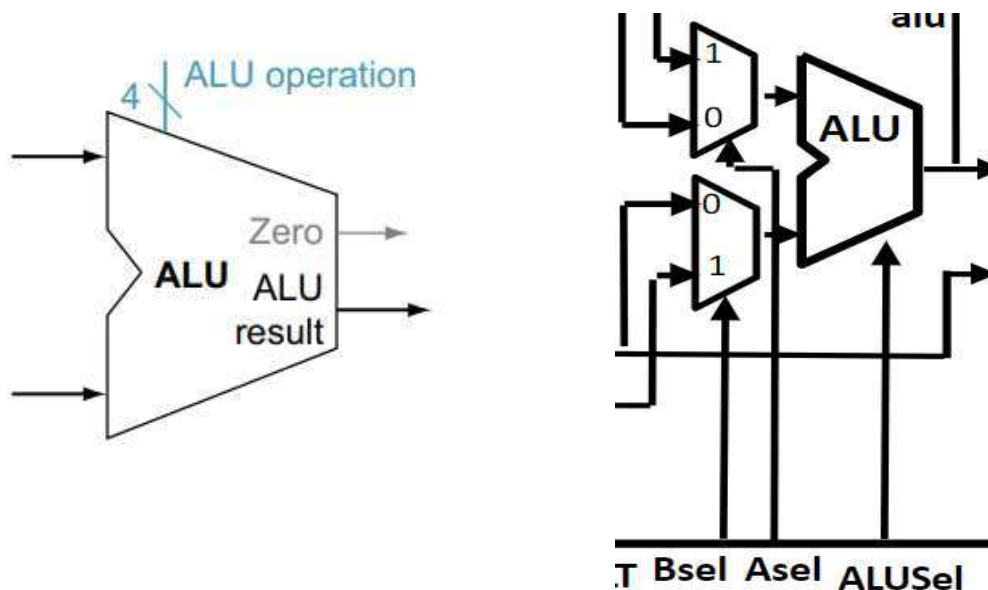 ALU operation
4
Zero
ALU
ALU
result
alu
1
0
ALU
0
1
Bsel Asel ALUSel